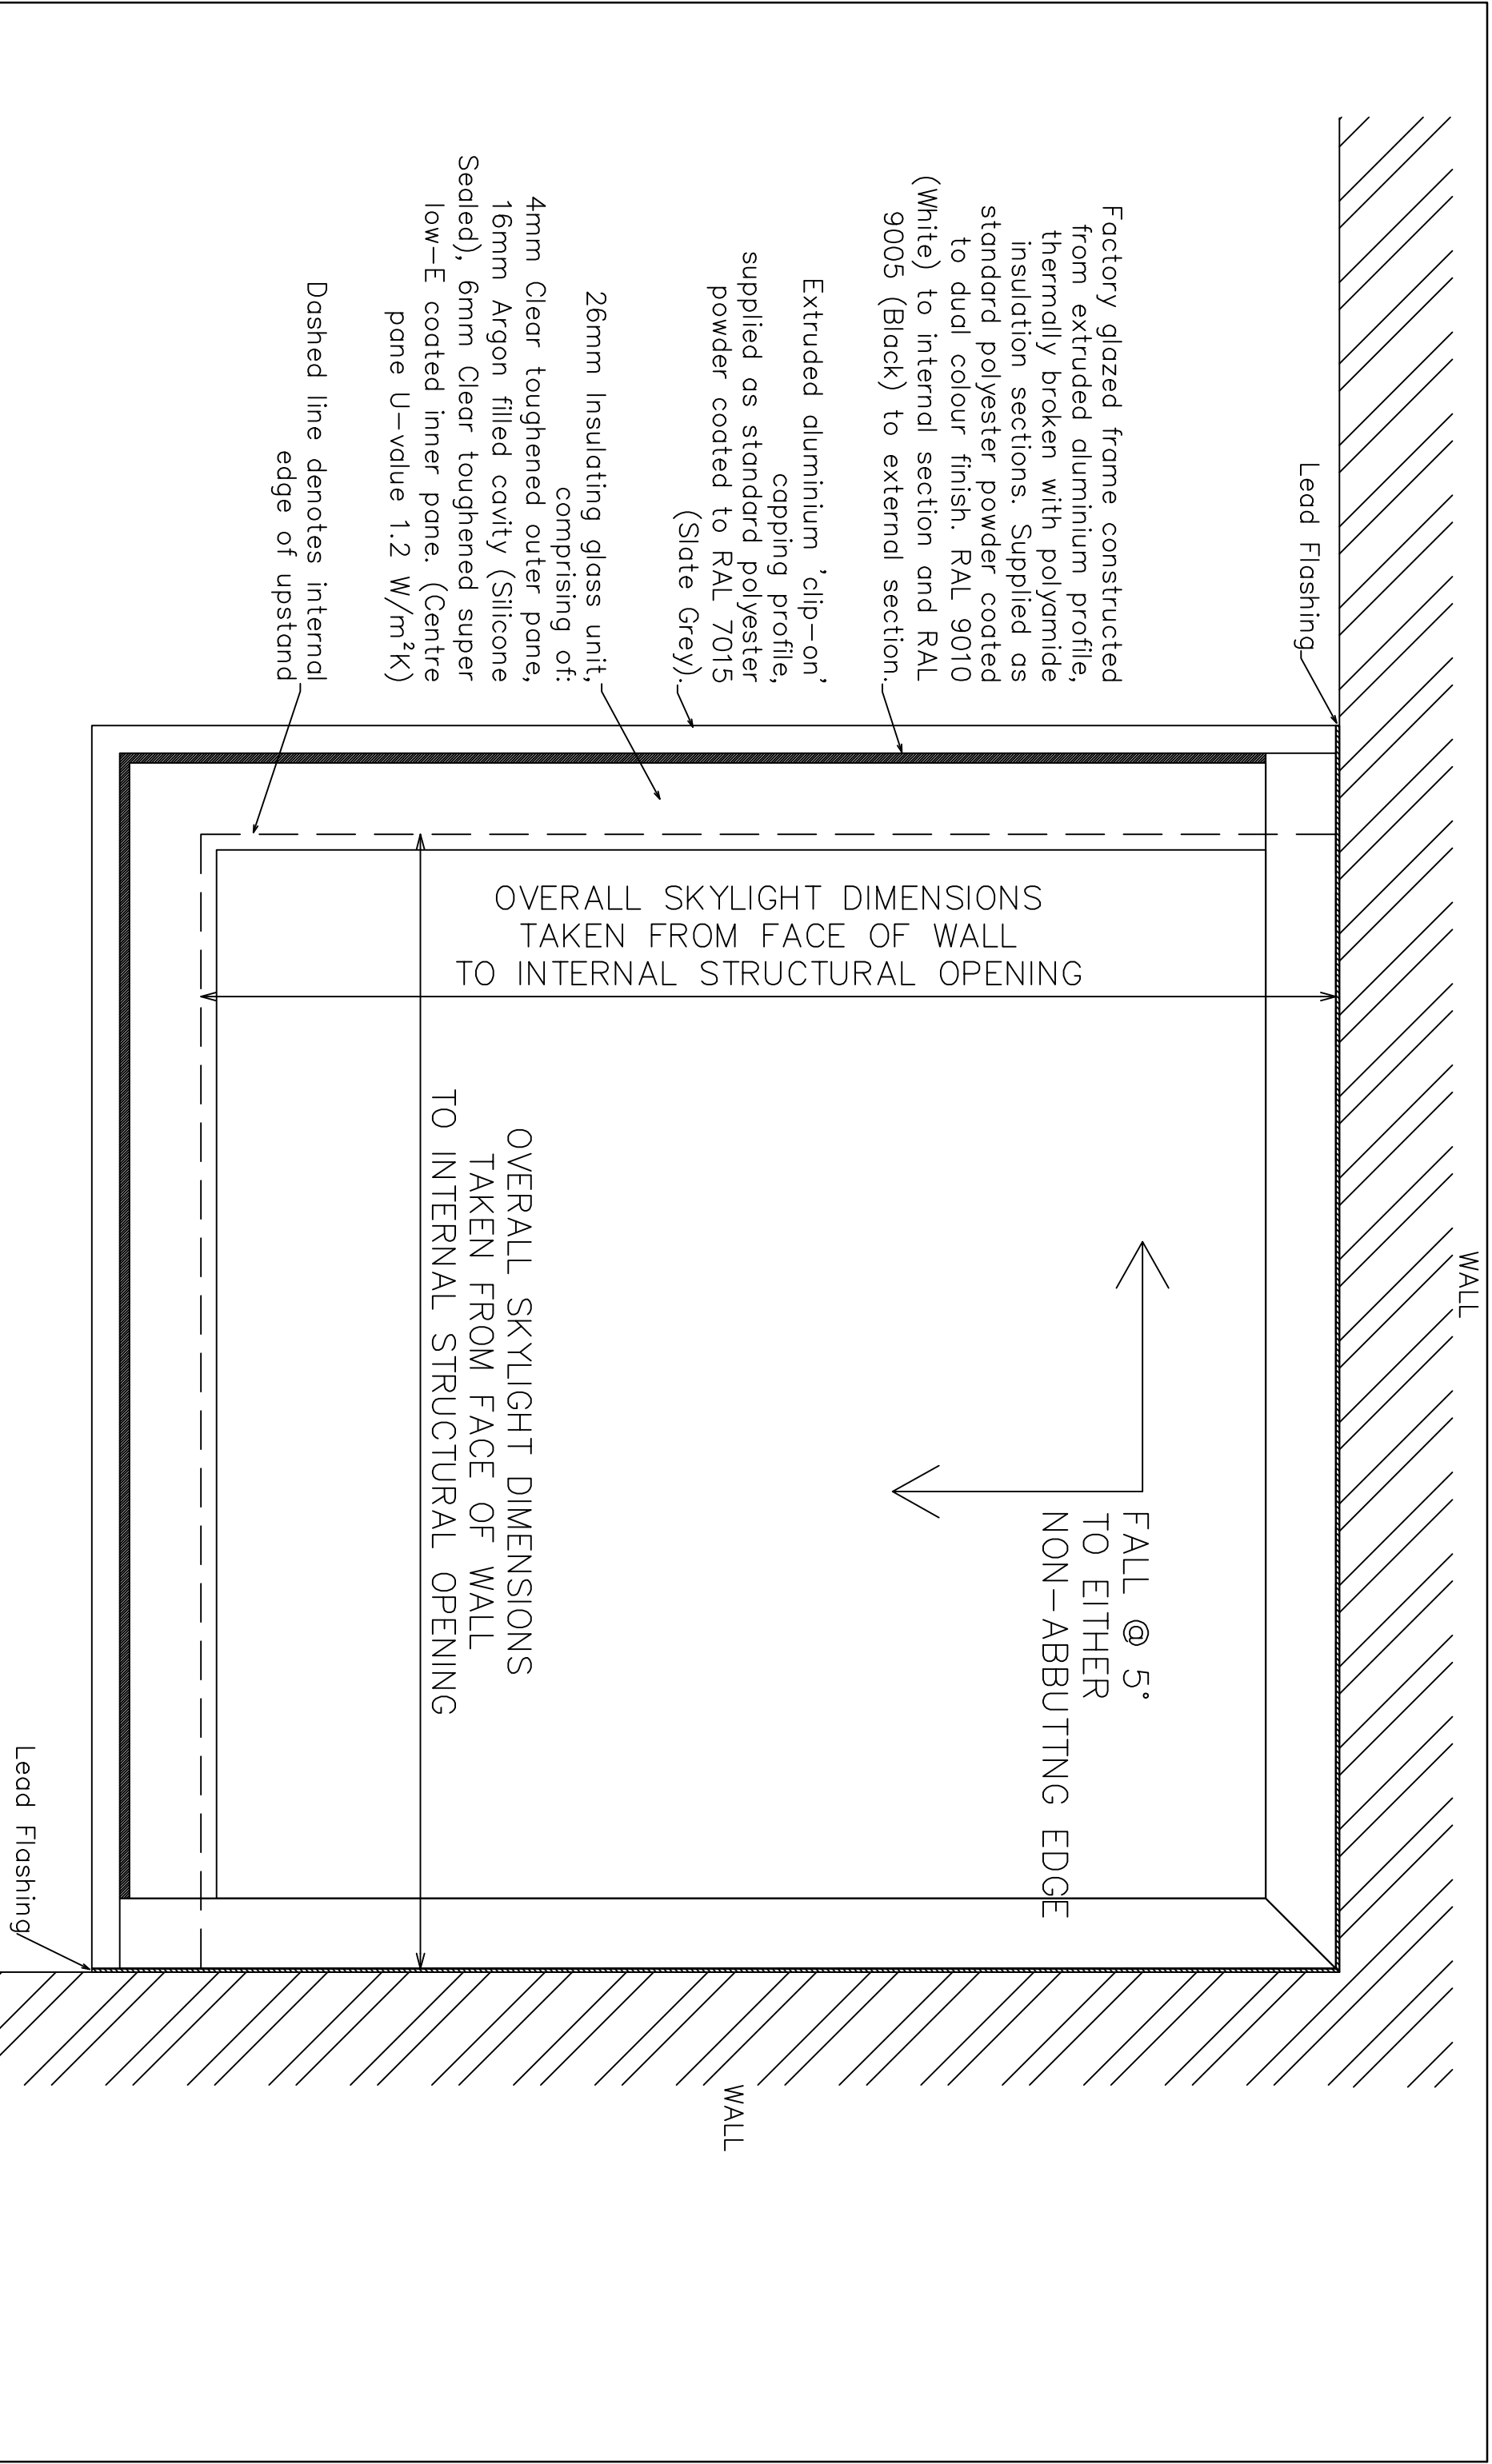 WALL
Lead Flashing
Factory glazed frame constructed
from extruded aluminium profile,
thermally broken with polyamide
insulation sections. Supplied as
standard polyester powder coated
to dual colour finish. RAL 9010
(White) to internal section and RAL
9005 (Black) to external section.
Extruded aluminium 'clip-on'
capping profile,
supplied as standard polyester
powder coated to RAL 7015
(Slate Grey).
26mm Insulating glass unit,
comprising of:
4mm Clear toughened outer pane,
16mm Argon filled cavity (Silicone
Sealed), 6mm Clear toughened super
low-E coated inner pane. (Centre
pane U-value 1.2 W/m²K)
Dashed line denotes internal
edge of upstand
FALL @ 5°
TO EITHER
NON-ABBUTTNG EDGE
OVERALL SKYLIGHT DIMENSIONS
TAKEN FROM FACE OF WALL
TO INTERNAL STRUCTURAL OPENING
OVERALL SKYLIGHT DIMENSIONS
TAKEN FROM FACE OF WALL
TO INTERNAL STRUCTURAL OPENING
WALL
Lead Flashing